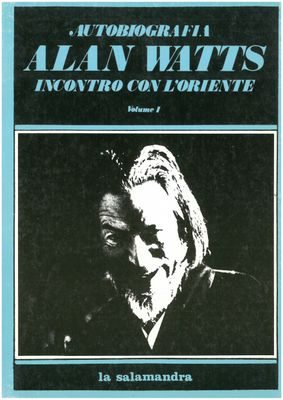 AUTOBIOGRAFIA
ALAN WATTS
INCONTRO CON L'ORIENTE
Volume 1
la salamandra